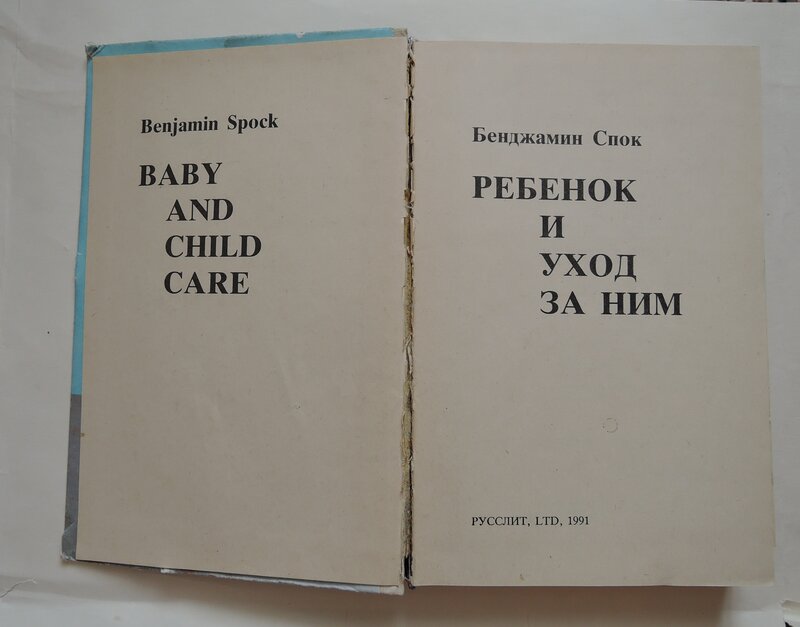 Benjamin Spock
BABY
AND
CHILD
CARE
Бенджамин Спок
РЕБЕНОК
И
УХОД
ЗА НИМ
РУССЛИТ, LTD, 1991